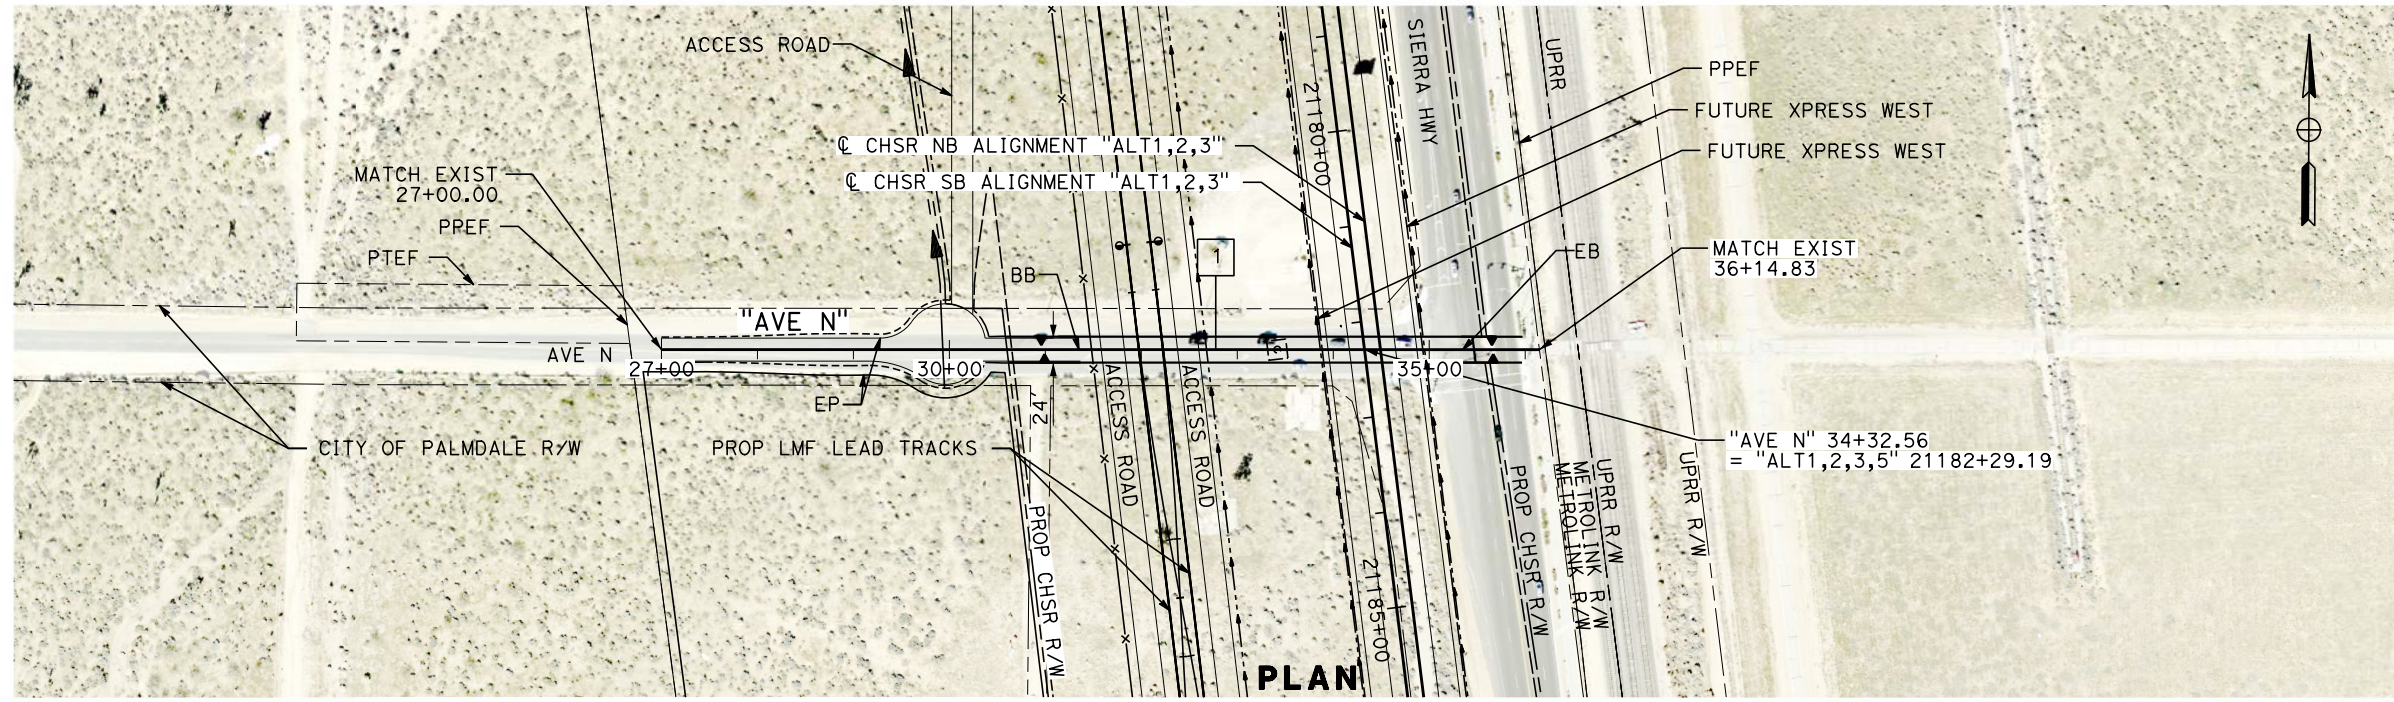 ACCESS ROAD
SIERRA HWY
UPRR
PPEF
FUTURE XPRESS WEST
FUTURE XPRESS WEST
21180+00
℄ CHSR NB ALIGNMENT "ALT1,2,3"
℄ CHSR SB ALIGNMENT "ALT1,2,3"
MATCH EXIST
27+00.00
PPEF
PTEF
1
BB
EB
MATCH EXIST
36+14.83
"AVE N"
AVE N
27+00
30+00
35+00
EP
24'
ACCESS ROAD
ACCESS ROAD
CITY OF PALMDALE R/W
PROP LMF LEAD TRACKS
"AVE N" 34+32.56
= "ALT1,2,3,5" 21182+29.19
PROP CHSR R/W
21185+00
PROP CHSR R/W
METROLINK R/W
METROLINK R/W
UPRR R/W
UPRR R/W
PLAN